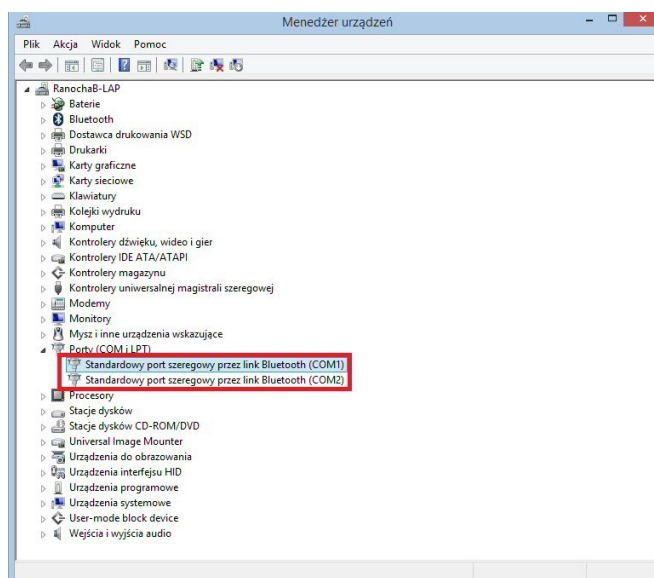 Menedżer urządzeń
Plik Akcja Widok Pomoc
RanochaB-LAP
Baterie
Bluetooth
Dostawca drukowania WSD
Drukarki
Karty graficzne
Karty sieciowe
Klawiatury
Kolejki wydruku
Komputer
Kontrolery dźwięku, wideo i gier
Kontrolery IDE ATA/ATAPI
Kontrolery magazynu
Kontrolery uniwersalnej magistrali szeregowej
Modemy
Monitory
Mysz i inne urządzenia wskazujące
Porty (COM i LPT)
Standardowy port szeregowy przez link Bluetooth (COM1)
Standardowy port szeregowy przez link Bluetooth (COM2)
Procesory
Stacje dysków
Stacje dysków CD-ROM/DVD
Universal Image Mounter
Urządzenia do obrazowania
Urządzenia interfejsu HID
Urządzenia programowe
Urządzenia systemowe
User-mode block device
Wejścia i wyjścia audio